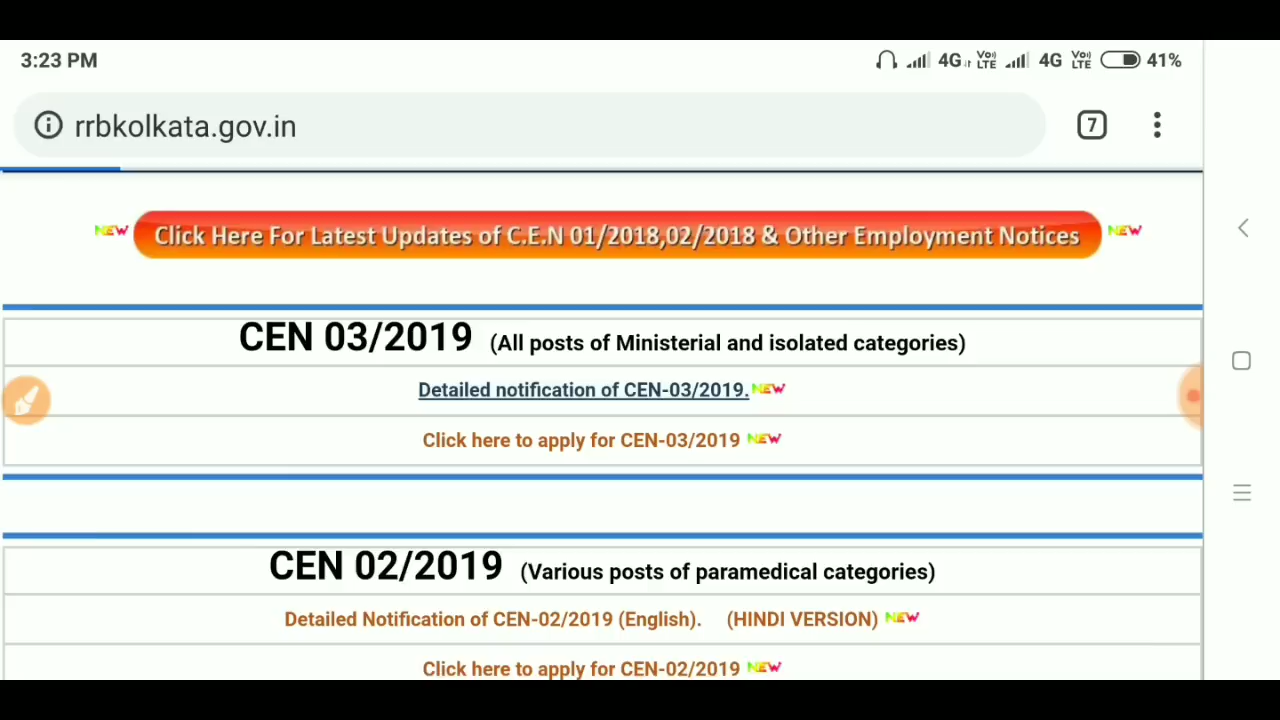 3:23 PM 4G Vo)) LTE 4G Vo)) LTE 41%
rrbkolkata.gov.in 7
NEW Click Here For Latest Updates of C.E.N 01/2018,02/2018 & Other Employment Notices NEW
CEN 03/2019 (All posts of Ministerial and isolated categories)
Detailed notification of CEN-03/2019. NEW
Click here to apply for CEN-03/2019 NEW
CEN 02/2019 (Various posts of paramedical categories)
Detailed Notification of CEN-02/2019 (English). (HINDI VERSION) NEW
Click here to apply for CEN-02/2019 NEW